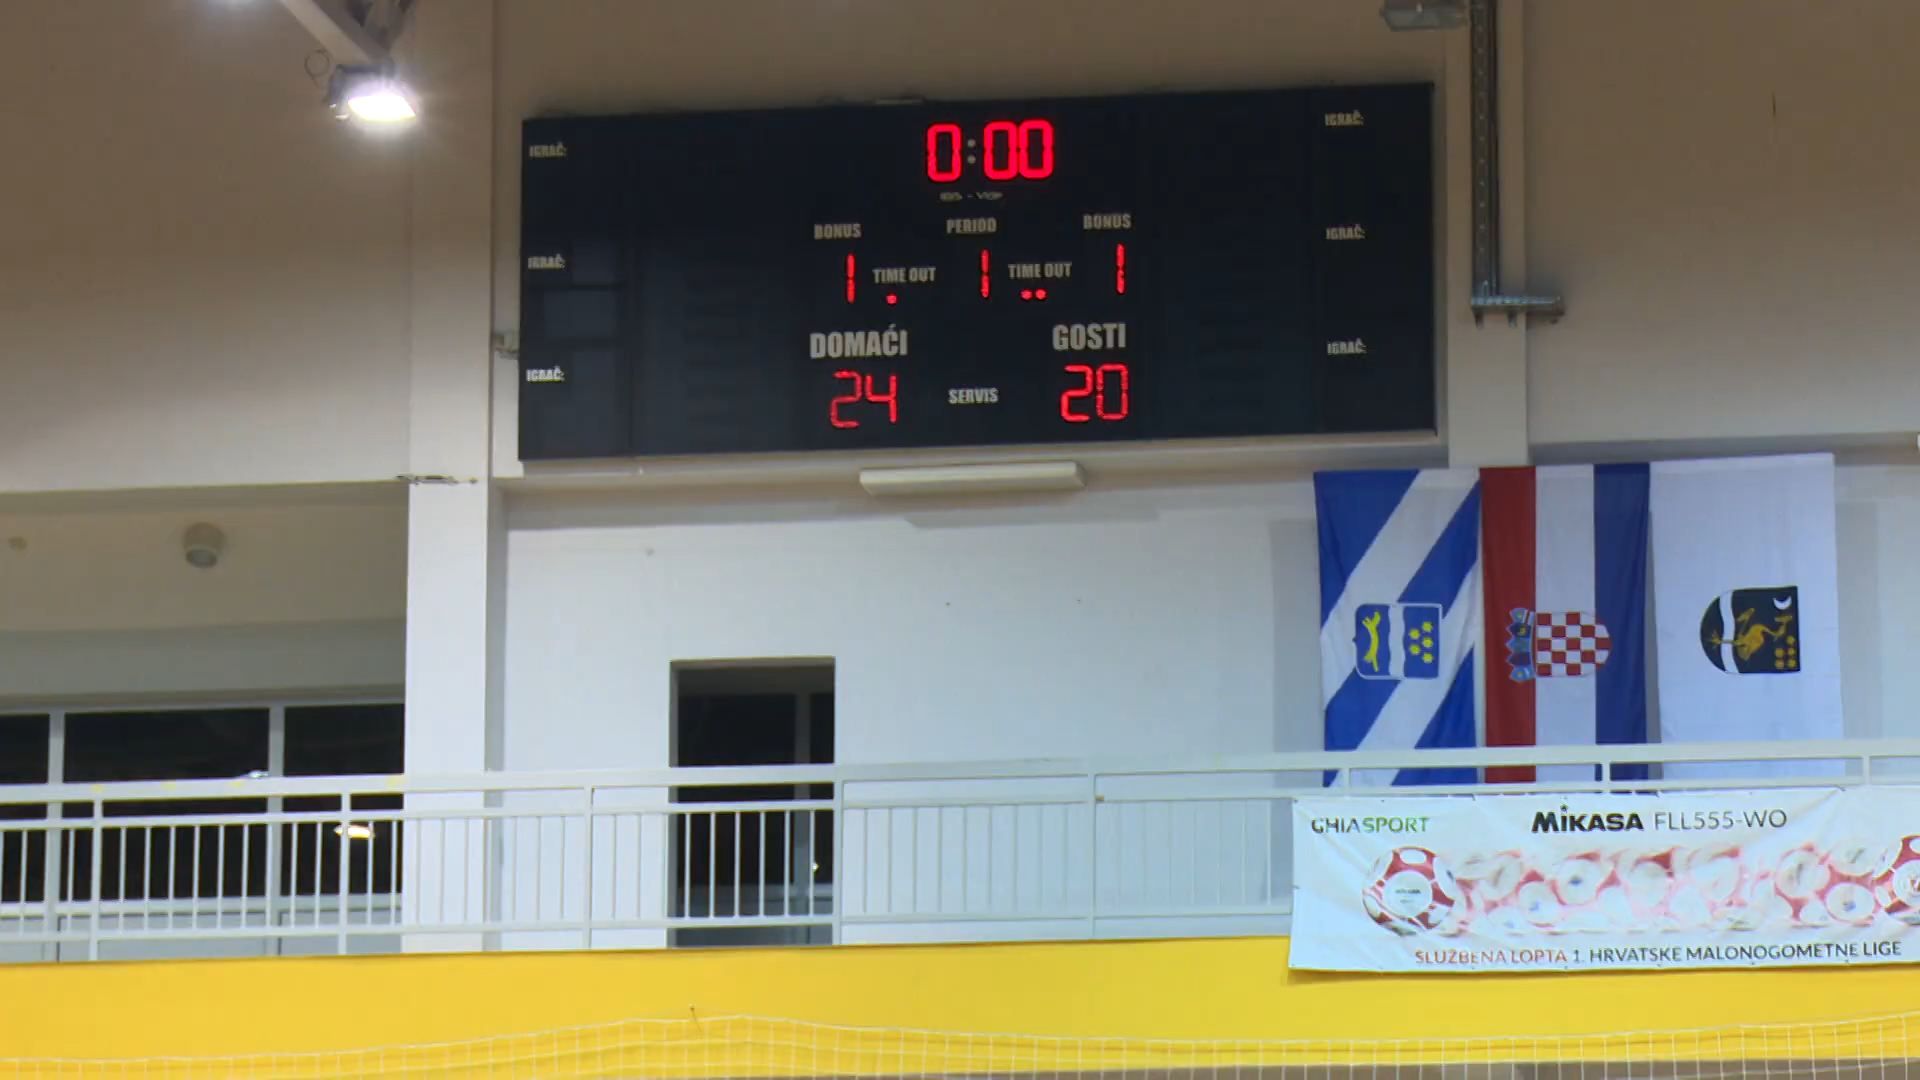 0:00
IGRAČ:
IGRAČ:
BONUS PERIOD BONUS
1 TIME OUT 1 TIME OUT 1
IGRAČ:
IGRAČ:
DOMAĆI GOSTI
IGRAČ:
IGRAČ:
24 SERVIS 20
GHIASPORT MIKASA FLL555-WO
SLUŽBENA LOPTA 1. HRVATSKE MALONOGOMETNE LIGE